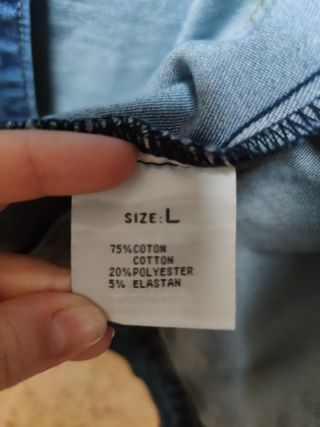 SIZE:L
75%COTON
COTTON
20%POLYESTER
5% ELASTAN